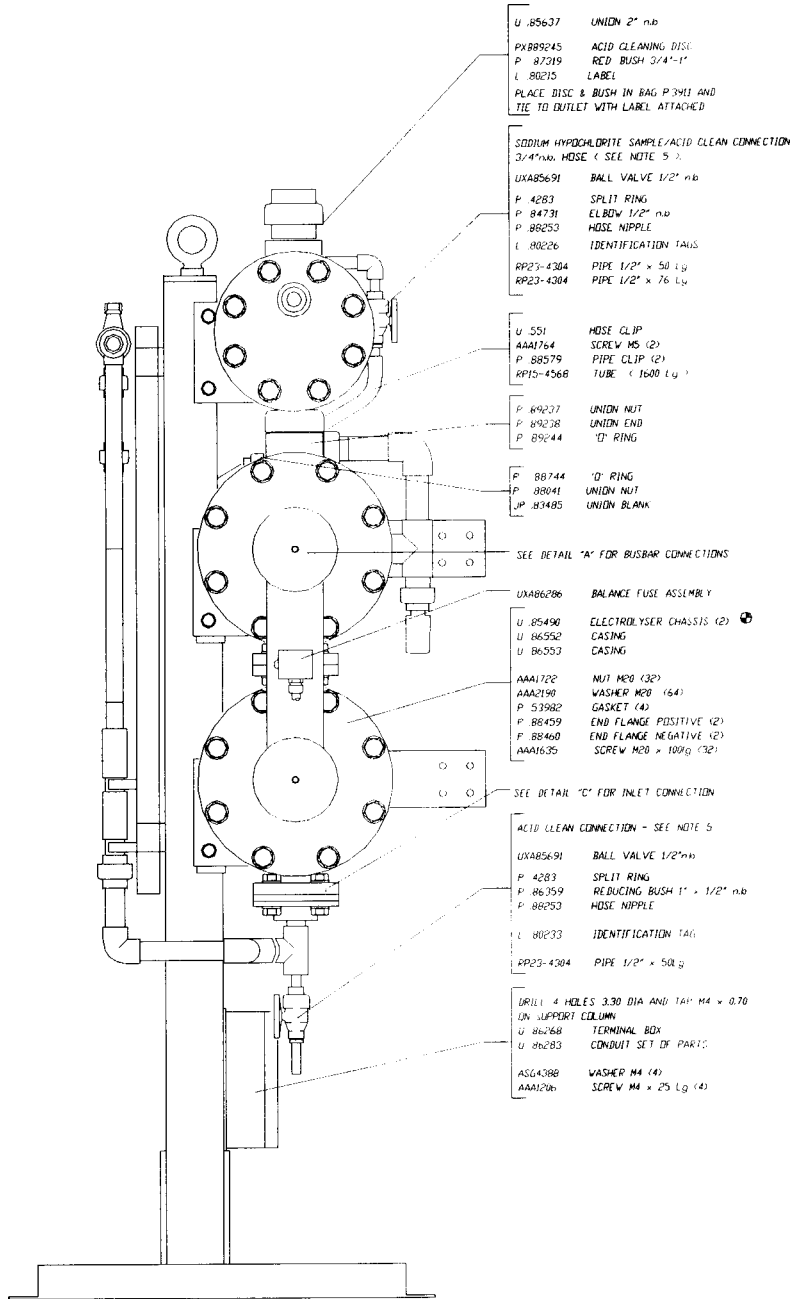 U .85637 UNION 2" n.b
PXB89245 ACID CLEANING DISC
P .87319 RED BUSH 3/4"-1"
L .80215 LABEL
PLACE DISC & BUSH IN BAG P.3911 AND
TIE TO OUTLET WITH LABEL ATTACHED
SODIUM HYPOCHLORITE SAMPLE/ACID CLEAN CONNECTION
3/4"n.b. HOSE ( SEE NOTE 5 ).
UXA85691 BALL VALVE 1/2" n.b
P .4283 SPLIT RING
P .84731 ELBOW 1/2" n.b
P .88253 HOSE NIPPLE
L .80226 IDENTIFICATION TAGS
RP23-4304 PIPE 1/2" x 50 Lg
RP23-4304 PIPE 1/2" x 76 Lg
U .551 HOSE CLIP
AAA1764 SCREW M5 (2)
P .88579 PIPE CLIP (2)
RP15-4568 TUBE ( 1600 Lg )
P .89237 UNION NUT
P .89238 UNION END
P .89244 'O' RING
P .88744 'O' RING
P .88041 UNION NUT
JP .83485 UNION BLANK
SEE DETAIL "A" FOR BUSBAR CONNECTIONS
UXA86286 BALANCE FUSE ASSEMBLY
U .85490 ELECTROLYSER CHASSIS (2)
U .86552 CASING
U .86553 CASING
AAA1722 NUT M20 (32)
AAA2190 WASHER M20 (64)
P .53982 GASKET (4)
P .88459 END FLANGE POSITIVE (2)
P .88460 END FLANGE NEGATIVE (2)
AAA1635 SCREW M20 x 100lg (32)
SEE DETAIL "C" FOR INLET CONNECTION
ACID CLEAN CONNECTION - SEE NOTE 5
UXA85691 BALL VALVE 1/2"n.b
P .4283 SPLIT RING
P .86359 REDUCING BUSH 1" x 1/2" n.b
P .88253 HOSE NIPPLE
L .80233 IDENTIFICATION TAG
RP23-4304 PIPE 1/2" x 50Lg
DRILL 4 HOLES 3.30 DIA AND TAP M4 x 0.70
ON SUPPORT COLUMN
U .86268 TERMINAL BOX
U .86283 CONDUIT SET OF PARTS
ASG4388 WASHER M4 (4)
AAA1206 SCREW M4 x 25 Lg (4)